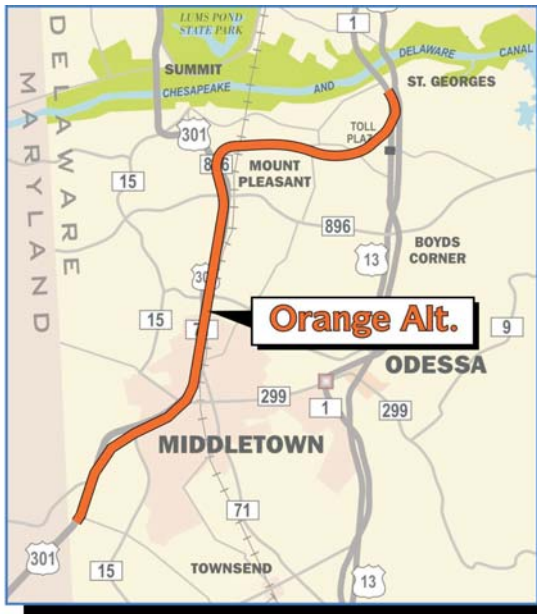 LUMS POND
STATE PARK
1
DELAWARE
MARYLAND
SUMMIT
DELAWARE CANAL
CHESAPEAKE AND
ST. GEORGES
301
TOLL
896
15
MOUNT
PLEASANT
896
BOYDS
CORNER
13
15
Orange Alt.
9
ODESSA
299
1
299
MIDDLETOWN
71
301
15
TOWNSEND
13